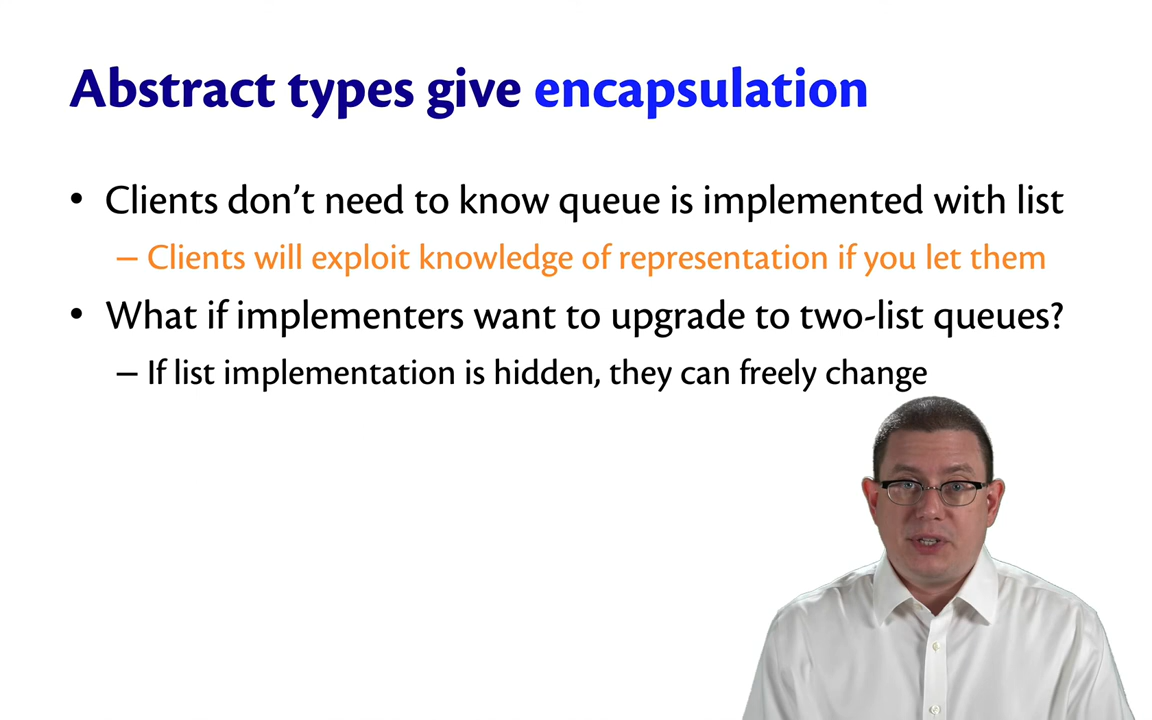 Abstract types give encapsulation
• Clients don’t need to know queue is implemented with list
– Clients will exploit knowledge of representation if you let them
• What if implementers want to upgrade to two-list queues?
– If list implementation is hidden, they can freely change